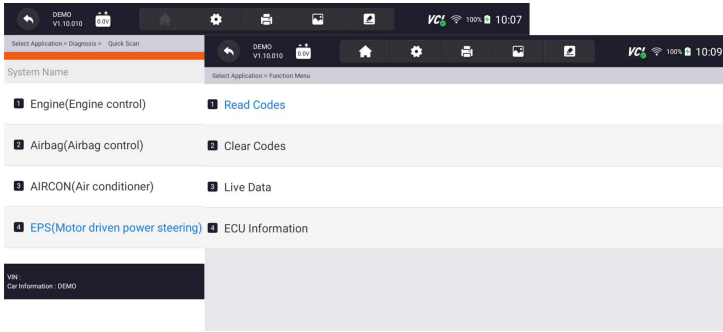 DEMO
V1.10.010
- +
0.0V
VCI 100% 10:07
Select Application > Diagnosis > Quick Scan
System Name
1 Engine(Engine control)
2 Airbag(Airbag control)
3 AIRCON(Air conditioner)
4 EPS(Motor driven power steering)
VIN :
Car Information : DEMO
DEMO
V1.10.010
- +
0.0V
VCI 100% 10:09
Select Application > Function Menu
1 Read Codes
2 Clear Codes
3 Live Data
4 ECU Information